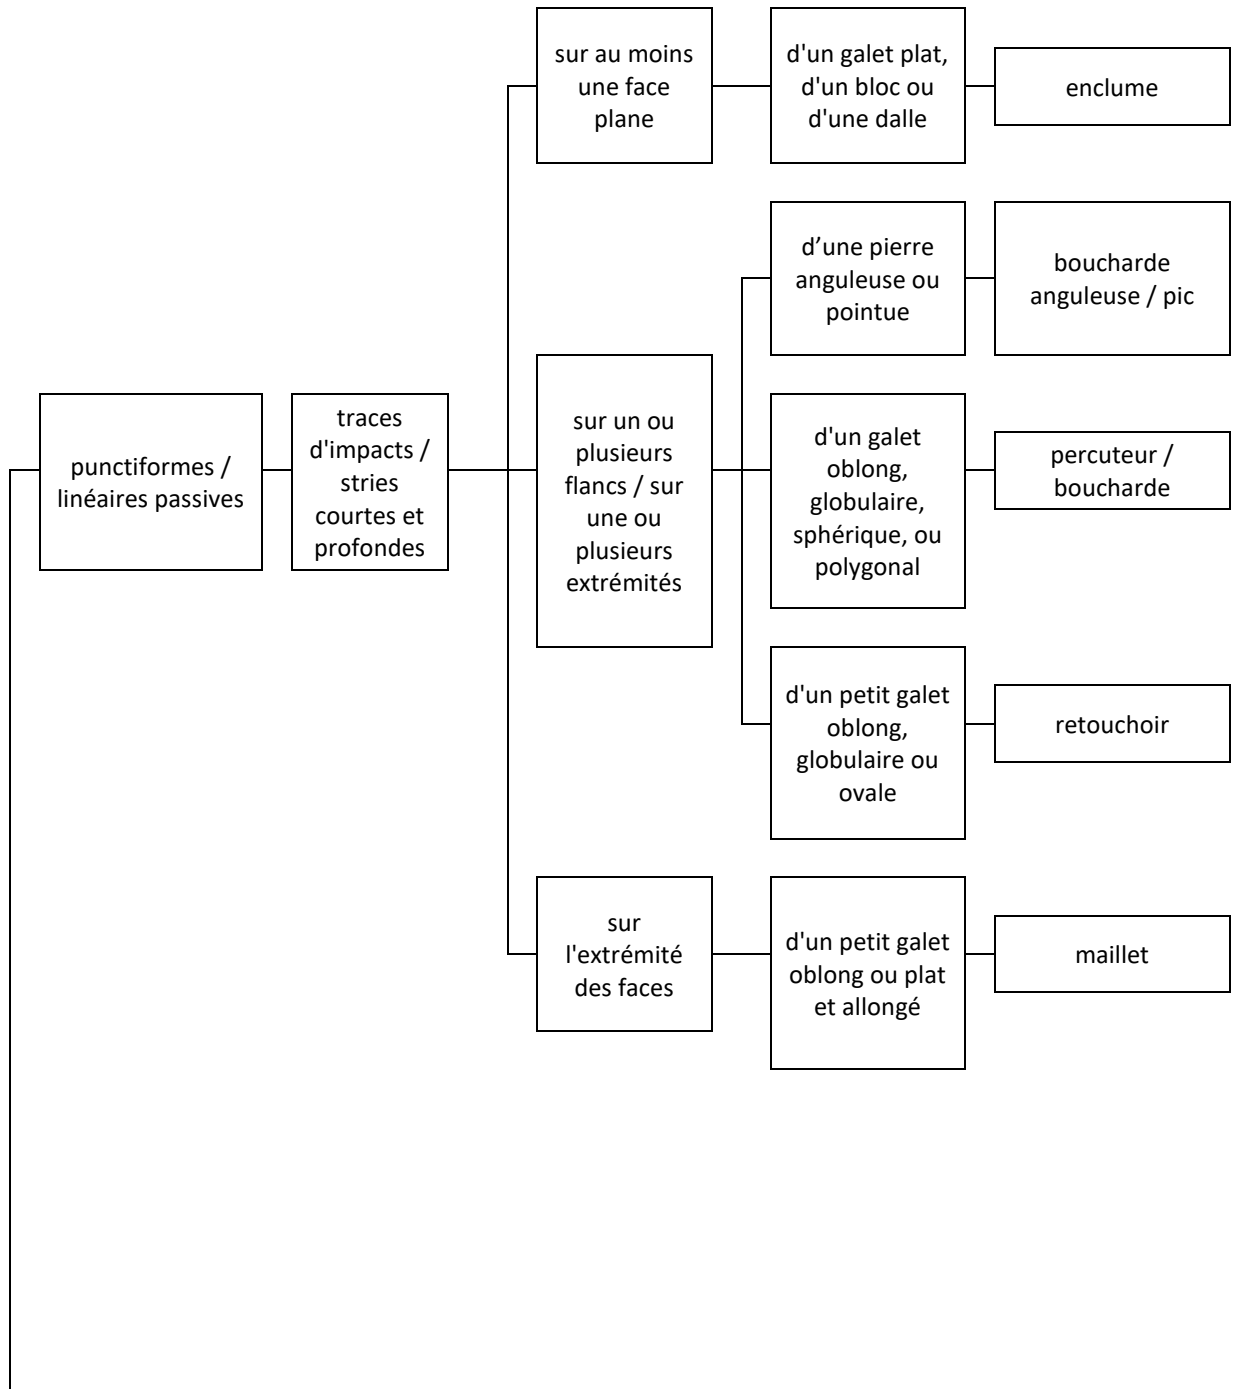 sur au moins
une face
plane
d'un galet plat,
d'un bloc ou
d'une dalle
enclume
d’une pierre
anguleuse ou
pointue
boucharde
anguleuse / pic
punctiformes /
linéaires passives
traces
d'impacts /
stries
courtes et
profondes
sur un ou
plusieurs
flancs / sur
une ou
plusieurs
extrémités
d'un galet
oblong,
globulaire,
sphérique, ou
polygonal
percuteur /
boucharde
d'un petit galet
oblong,
globulaire ou
ovale
retouchoir
sur
l'extrémité
des faces
d'un petit galet
oblong ou plat
et allongé
maillet